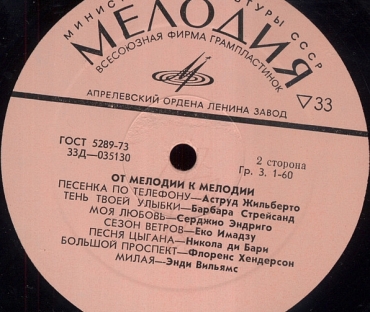 МИНИС ТУРЫ СССР
МЕЛОДИЯ
ВСЕСОЮЗНАЯ ФИРМА ГРАМПЛАСТИНОК
АПРЕЛЕВСКИЙ ОРДЕНА ЛЕНИНА ЗАВОД
▽33
ГОСТ 5289-73
33Д—035130
2 сторона
Гр. 3. 1-60
ОТ МЕЛОДИИ К МЕЛОДИИ
ПЕСЕНКА ПО ТЕЛЕФОНУ—Аструд Жильберто
ТЕНЬ ТВОЕЙ УЛЫБКИ—Барбара Стрейсанд
МОЯ ЛЮБОВЬ—Серджио Эндриго
СЕЗОН ВЕТРОВ—Еко Имадзу
ПЕСНЯ ЦЫГАНА—Никола ди Бари
БОЛЬШОЙ ПРОСПЕКТ—Флоренс Хендерсон
МИЛАЯ—Энди Вильямс